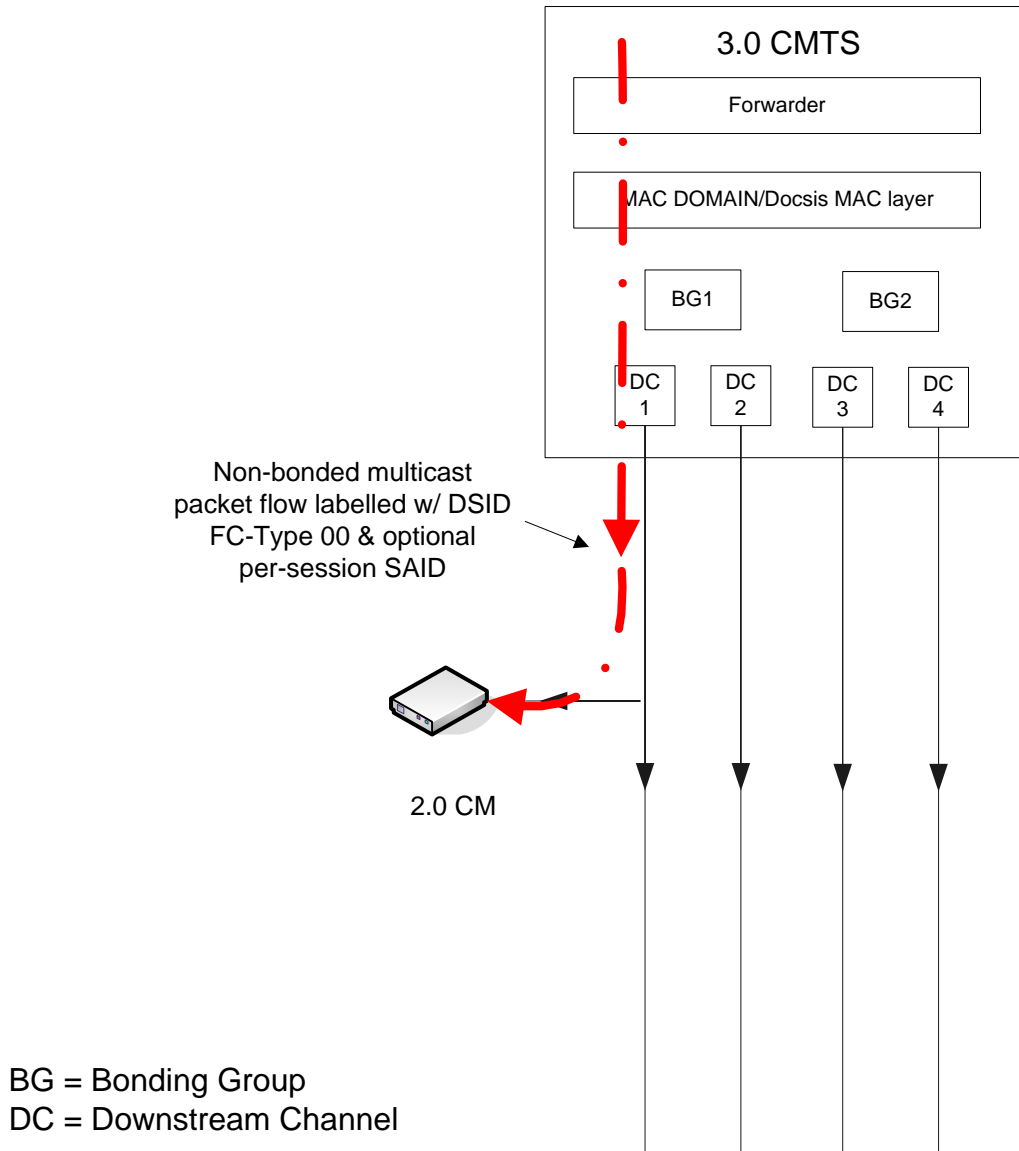 3.0 CMTS
Forwarder
MAC DOMAIN/Docsis MAC layer
BG1
BG2
DC
1
DC
2
DC
3
DC
4
Non-bonded multicast
packet flow labelled w/ DSID
FC-Type 00 & optional
per-session SAID
2.0 CM
BG = Bonding Group
DC = Downstream Channel